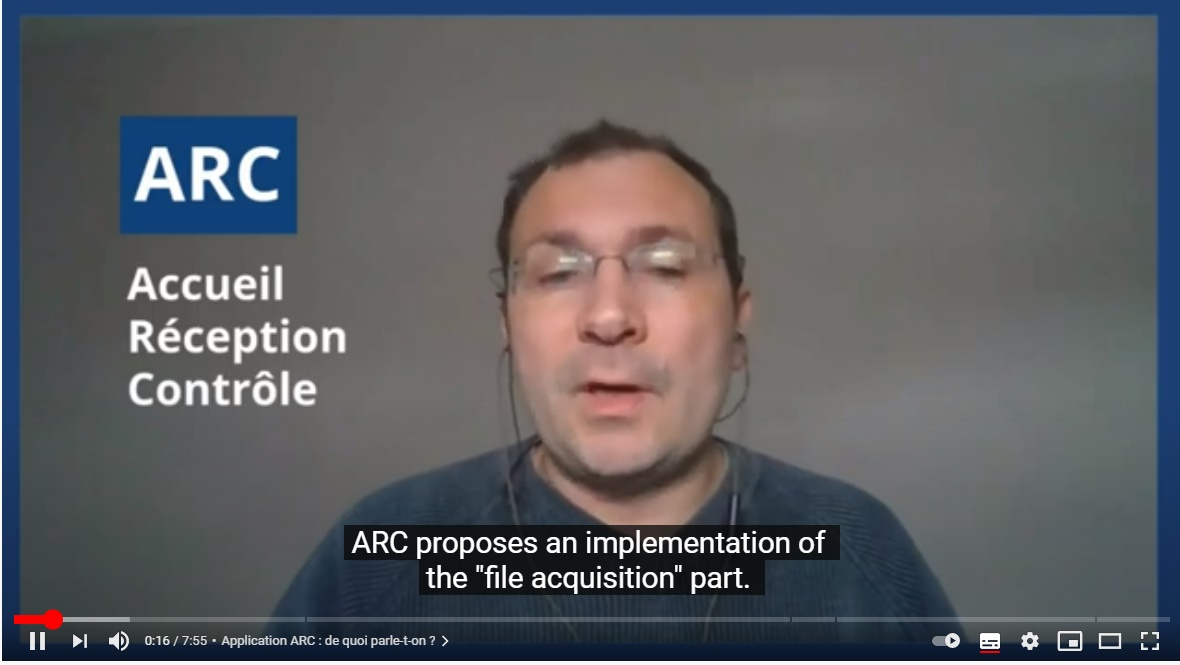 ARC
Accueil
Réception
Contrôle
ARC proposes an implementation of
the "file acquisition" part.
0:16 / 7:55 • Application ARC : de quoi parle-t-on ?